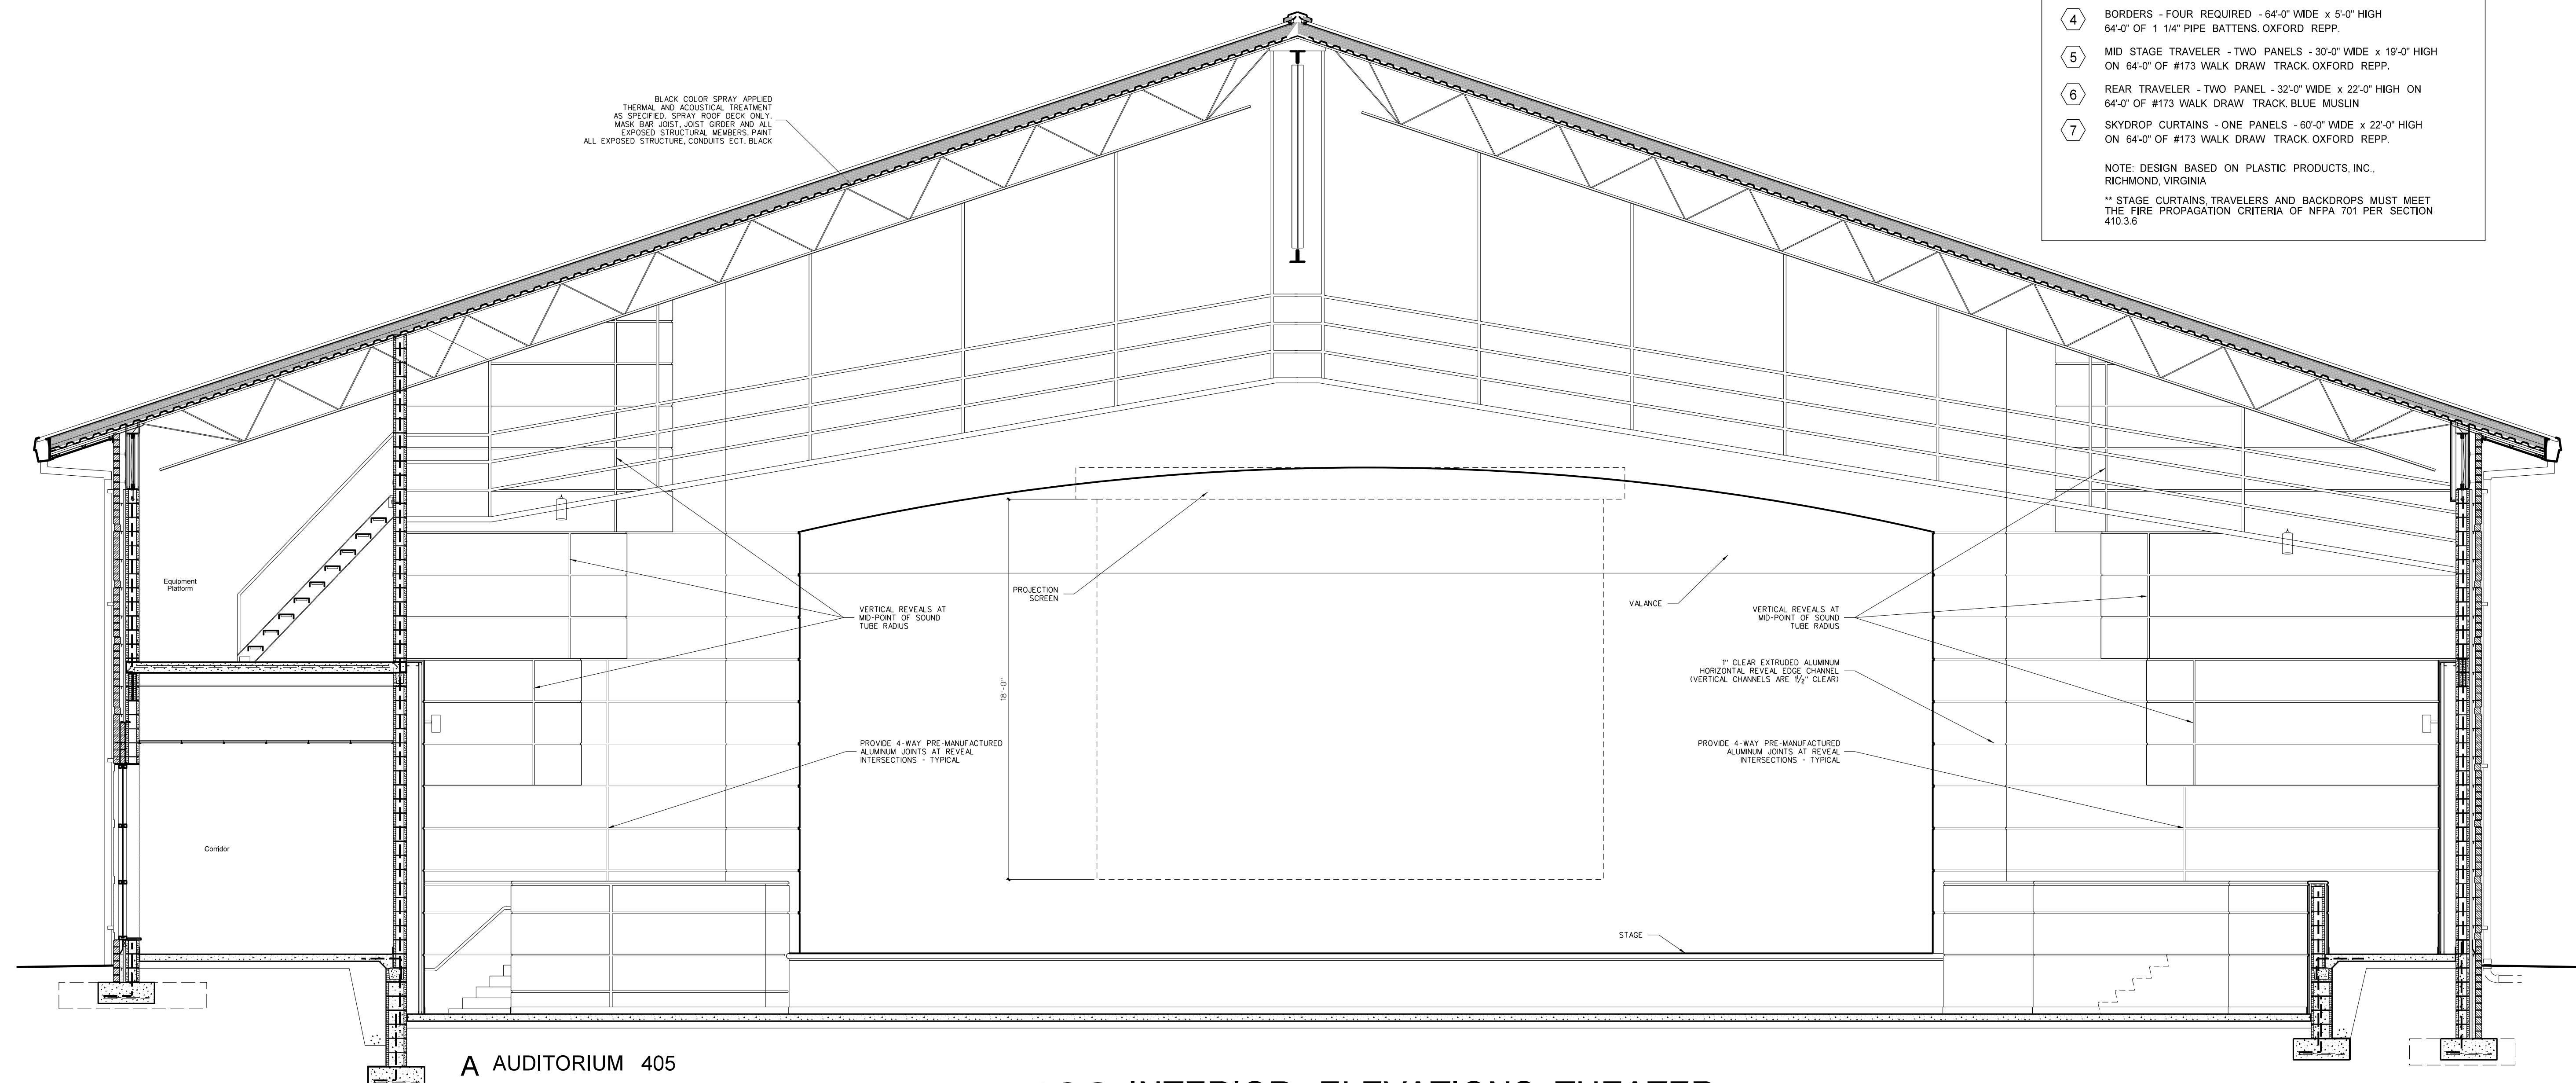 4 BORDERS - FOUR REQUIRED - 64'-0" WIDE x 5'-0" HIGH
64'-0" OF 1 1/4" PIPE BATTENS. OXFORD REPP.
5 MID STAGE TRAVELER - TWO PANELS - 30'-0" WIDE x 19'-0" HIGH
ON 64'-0" OF #173 WALK DRAW TRACK. OXFORD REPP.
6 REAR TRAVELER - TWO PANEL - 32'-0" WIDE x 22'-0" HIGH ON
64'-0" OF #173 WALK DRAW TRACK. BLUE MUSLIN
7 SKYDROP CURTAINS - ONE PANELS - 60'-0" WIDE x 22'-0" HIGH
ON 64'-0" OF #173 WALK DRAW TRACK. OXFORD REPP.
NOTE: DESIGN BASED ON PLASTIC PRODUCTS, INC.,
RICHMOND, VIRGINIA
** STAGE CURTAINS, TRAVELERS AND BACKDROPS MUST MEET
THE FIRE PROPAGATION CRITERIA OF NFPA 701 PER SECTION
410.3.6
BLACK COLOR SPRAY APPLIED
THERMAL AND ACOUSTICAL TREATMENT
AS SPECIFIED. SPRAY ROOF DECK ONLY.
MASK BAR JOIST, JOIST GIRDER AND ALL
EXPOSED STRUCTURAL MEMBERS. PAINT
ALL EXPOSED STRUCTURE, CONDUITS ECT. BLACK
Equipment
Platform
PROJECTION
SCREEN
VALANCE
VERTICAL REVEALS AT
MID-POINT OF SOUND
TUBE RADIUS
VERTICAL REVEALS AT
MID-POINT OF SOUND
TUBE RADIUS
1" CLEAR EXTRUDED ALUMINUM
HORIZONTAL REVEAL EDGE CHANNEL
(VERTICAL CHANNELS ARE 1 1/2" CLEAR)
18'-0"
PROVIDE 4-WAY PRE-MANUFACTURED
ALUMINUM JOINTS AT REVEAL
INTERSECTIONS - TYPICAL
PROVIDE 4-WAY PRE-MANUFACTURED
ALUMINUM JOINTS AT REVEAL
INTERSECTIONS - TYPICAL
Corridor
STAGE
A AUDITORIUM 405
INTERIOR ELEVATIONS THEATER